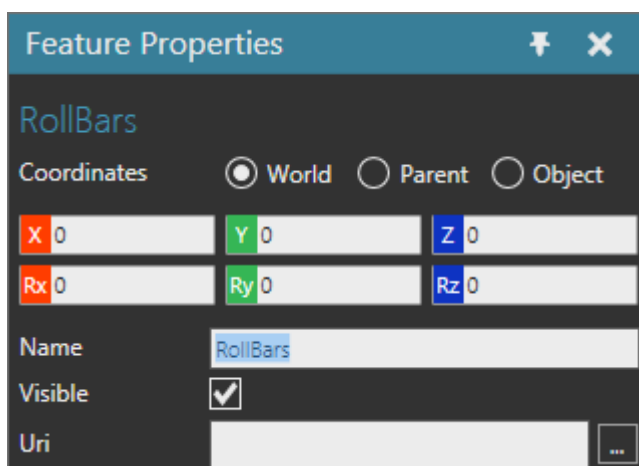 Feature Properties
RollBars
Coordinates World Parent Object
X 0 Y 0 Z 0
Rx 0 Ry 0 Rz 0
Name RollBars
Visible
Uri ...